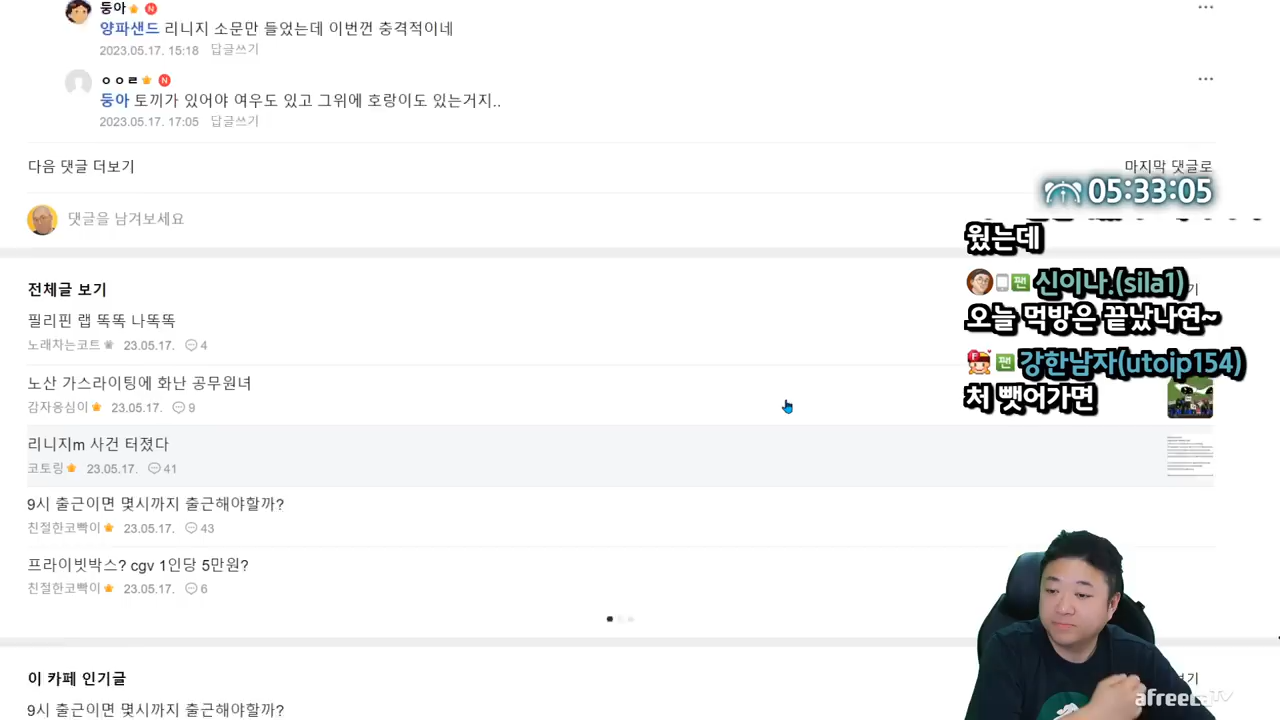 둥아 N
양파샌드 리니지 소문만 들었는데 이번껀 충격적이네
2023.05.17. 15:18 답글쓰기
ㅇㅇㄹ N
둥아 토끼가 있어야 여우도 있고 그위에 호랑이도 있는거지..
2023.05.17. 17:05 답글쓰기
다음 댓글 더보기
마지막 댓글로
05:33:05
댓글을 남겨보세요
웠는데
전체글 보기
팬 신이나.(sila1)
오늘 먹방은 끝났나연~
필리핀 랩 똑똑 나똑똑
노래자는코트 23.05.17. 4
팬 강한남자(utoip154)
처 뺏어가면
노산 가스라이팅에 화난 공무원녀
감자옹심이 23.05.17. 9
리니지m 사건 터졌다
코토링 23.05.17. 41
9시 출근이면 몇시까지 출근해야할까?
친절한코빡이 23.05.17. 43
프라이빗박스? cgv 1인당 5만원?
친절한코빡이 23.05.17. 6
이 카페 인기글
9시 출근이면 몇시까지 출근해야할까?
afreecaTV